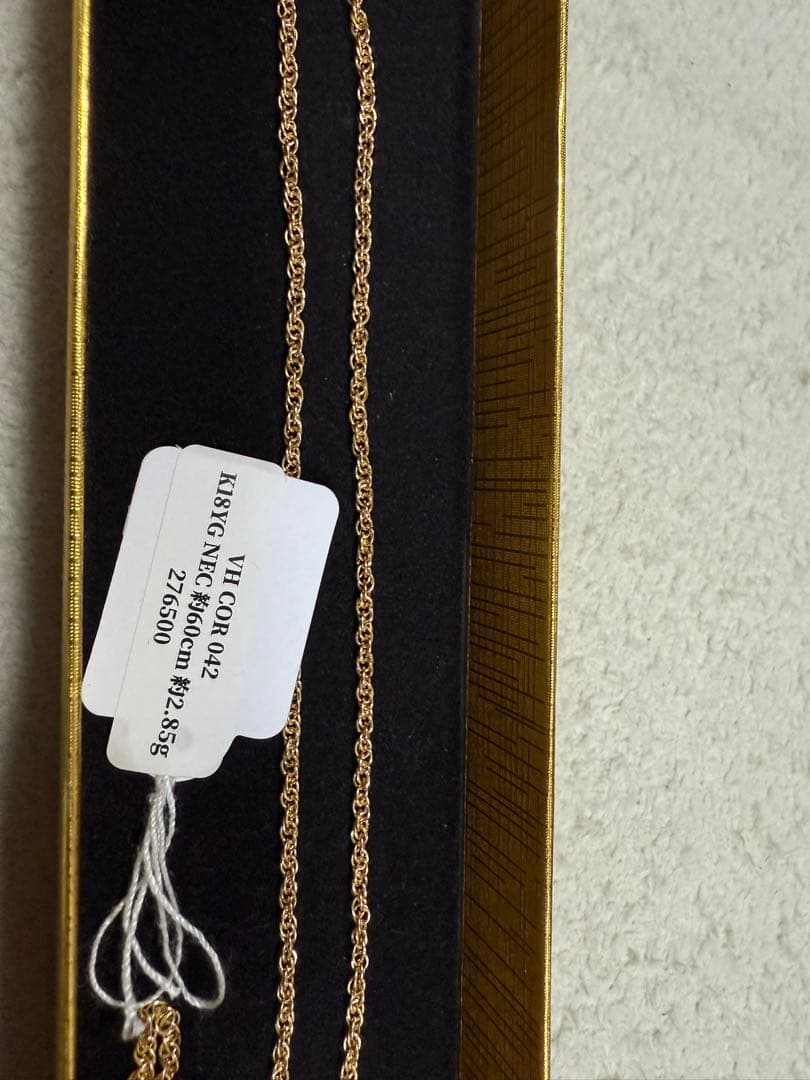 VH COR 042
K18YG NEC 約60cm 約2.85g
276500